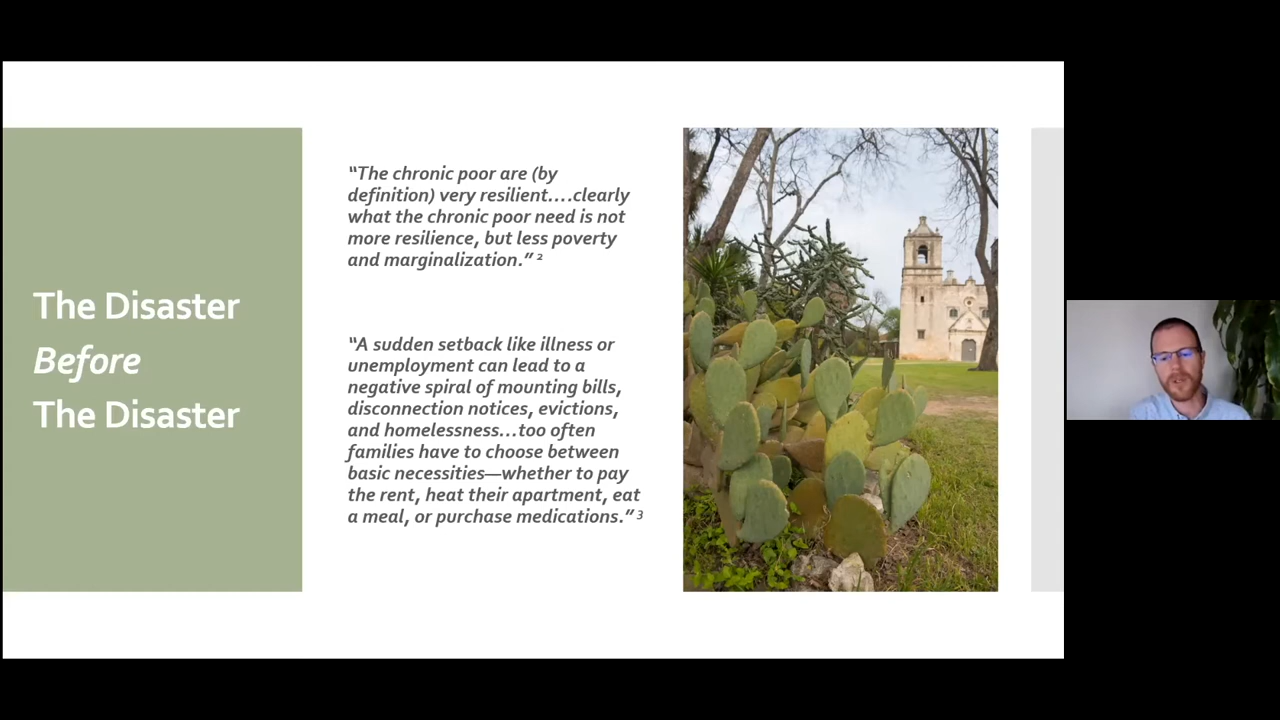 The Disaster
Before
The Disaster
“The chronic poor are (by
definition) very resilient....clearly
what the chronic poor need is not
more resilience, but less poverty
and marginalization.” ²
“A sudden setback like illness or
unemployment can lead to a
negative spiral of mounting bills,
disconnection notices, evictions,
and homelessness...too often
families have to choose between
basic necessities—whether to pay
the rent, heat their apartment, eat
a meal, or purchase medications.” ³